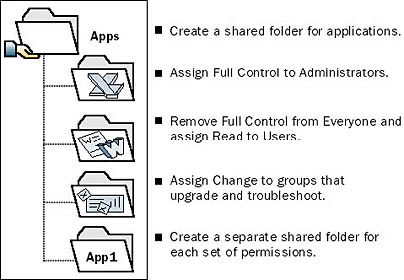 Apps
■ Create a shared folder for applications.
■ Assign Full Control to Administrators.
■ Remove Full Control from Everyone and
assign Read to Users.
■ Assign Change to groups that
upgrade and troubleshoot.
App1
■ Create a separate shared folder for
each set of permissions.